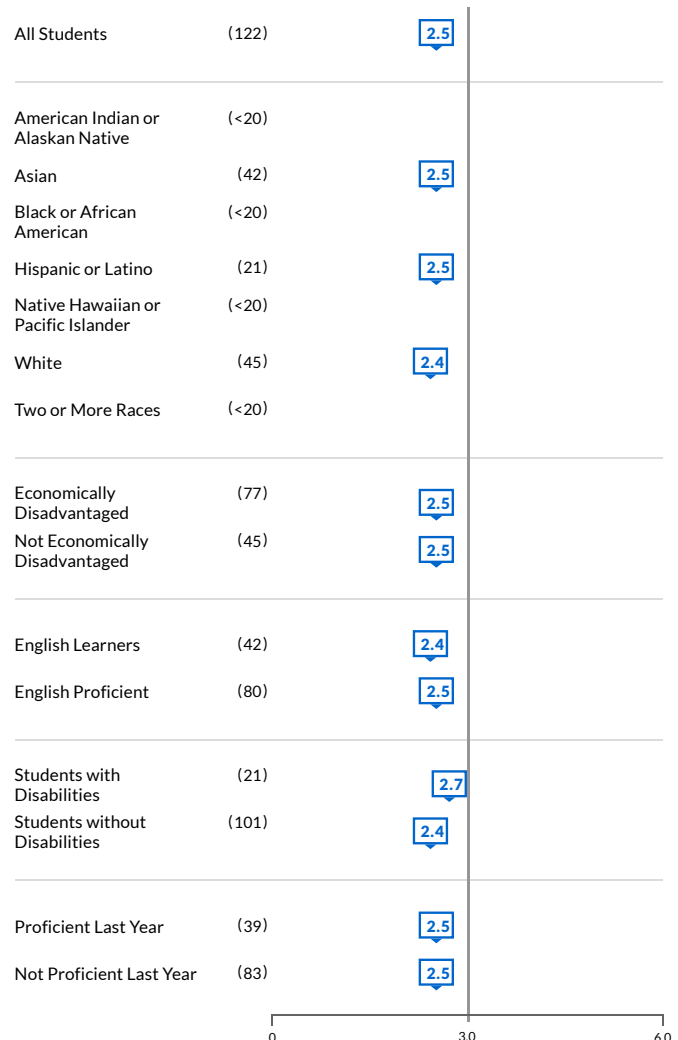 All Students (122) 2.5
American Indian or (<20)
Alaskan Native
Asian (42) 2.5
Black or African (<20)
American
Hispanic or Latino (21) 2.5
Native Hawaiian or (<20)
Pacific Islander
White (45) 2.4
Two or More Races (<20)
Economically (77) 2.5
Disadvantaged
Not Economically (45) 2.5
Disadvantaged
English Learners (42) 2.4
English Proficient (80) 2.5
Students with (21) 2.7
Disabilities
Students without (101) 2.4
Disabilities
Proficient Last Year (39) 2.5
Not Proficient Last Year (83) 2.5
0 3.0 6.0